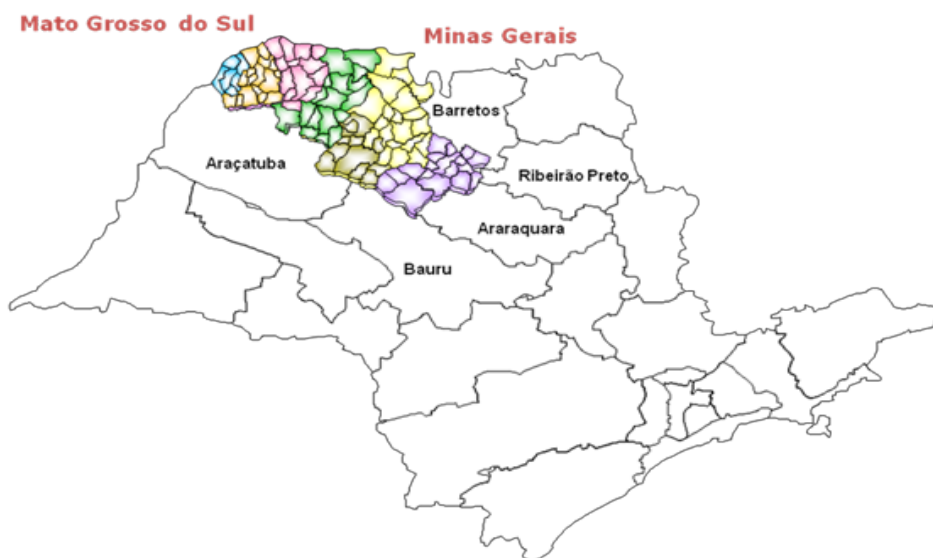 Mato Grosso do Sul
Minas Gerais
Barretos
Araçatuba
Ribeirão Preto
Araraquara
Bauru